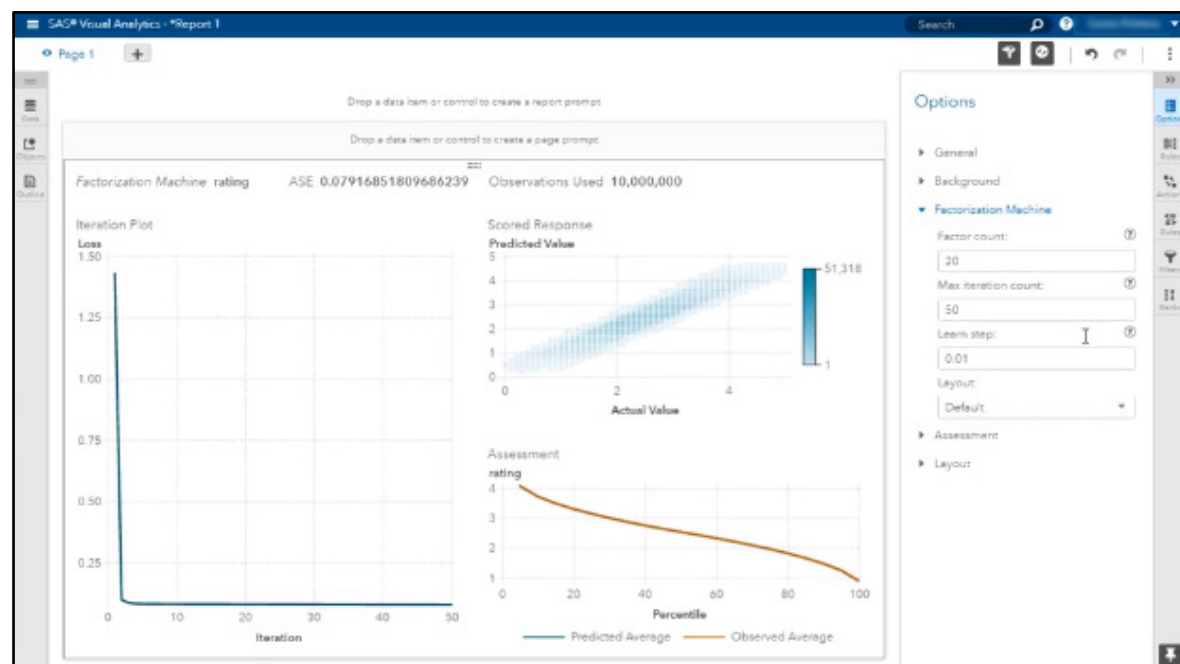 SAS® Visual Analytics - *Report 1
Search
Page 1
Drop a data item or control to create a report prompt
Drop a data item or control to create a page prompt
Data
Objects
Outline
Factorization Machine rating ASE 0.07916851809686239 Observations Used 10,000,000
Iteration Plot
Loss
1.50
1.25
1.00
0.75
0.50
0.25
0 10 20 30 40 50
Iteration
Scored Response
Predicted Value
5
4
3
2
1
0
0 2 4
Actual Value
51,318
1
Assessment
rating
4
3
2
1
0 20 40 60 80 100
Percentile
Predicted Average Observed Average
Options
General
Background
Factorization Machine
Factor count:
20
Max iteration count:
50
Learn step:
0.01
Layout:
Default
Assessment
Layout